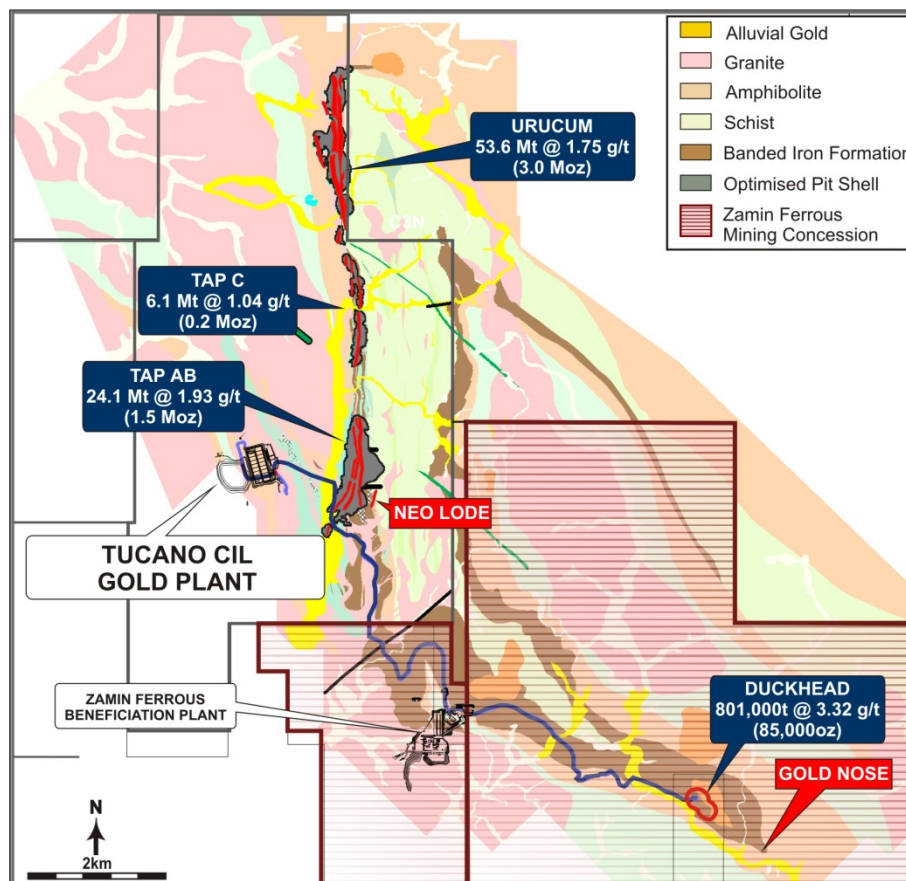 Alluvial Gold
Granite
Amphibolite
Schist
Banded Iron Formation
Optimised Pit Shell
Zamin Ferrous
Mining Concession
URUCUM
53.6 Mt @ 1.75 g/t
(3.0 Moz)
C3N
TAP C
6.1 Mt @ 1.04 g/t
(0.2 Moz)
TAP AB
24.1 Mt @ 1.93 g/t
(1.5 Moz)
NEO LODE
TUCANO CIL
GOLD PLANT
ZAMIN FERROUS
BENEFICIATION PLANT
DUCKHEAD
801,000t @ 3.32 g/t
(85,000oz)
GOLD NOSE
N
2km